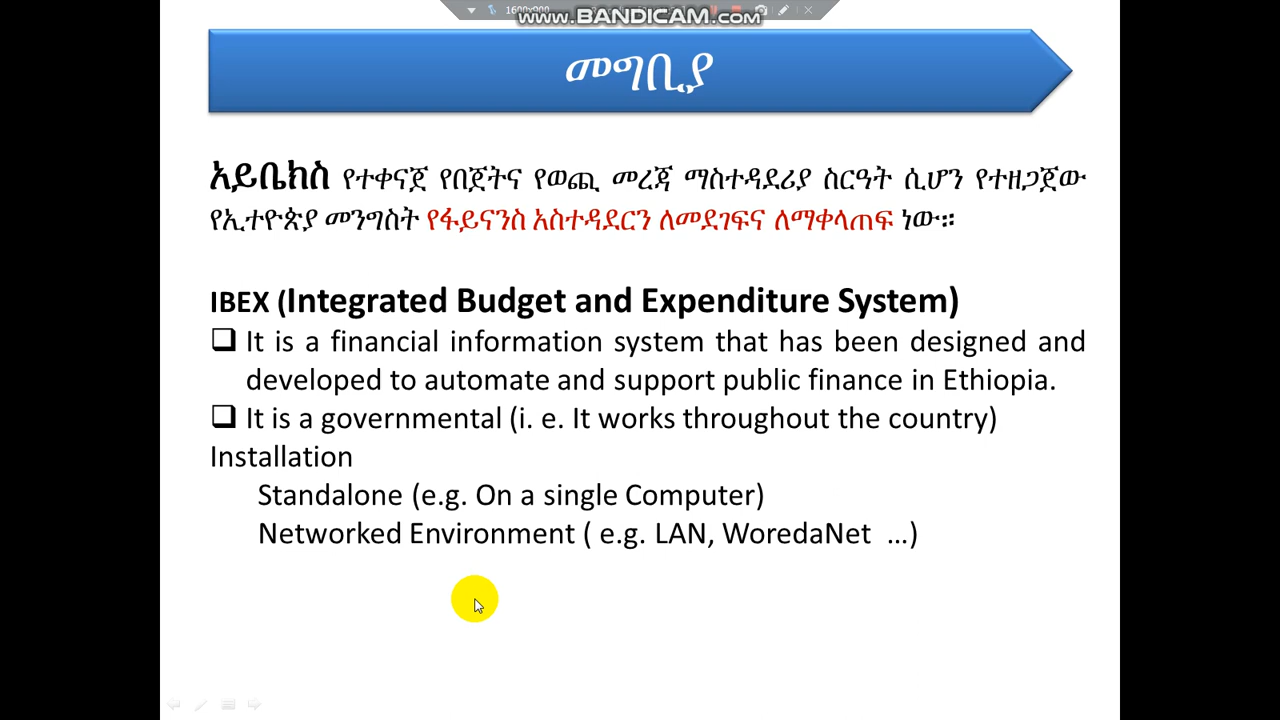 1600x900
www.BANDICAM.com
መግቢያ
አይቤክስ የተቀናጀ የበጀትና የወጪ መረጃ ማስተዳደሪያ ስርዓት ሲሆን የተዘጋጀው
የኢትዮጵያ መንግስት የፋይናንስ አስተዳደርን ለመደገፍና ለማቀላጠፍ ነው።
IBEX (Integrated Budget and Expenditure System)
It is a financial information system that has been designed and
developed to automate and support public finance in Ethiopia.
It is a governmental (i. e. It works throughout the country)
Installation
Standalone (e.g. On a single Computer)
Networked Environment ( e.g. LAN, WoredaNet ...)